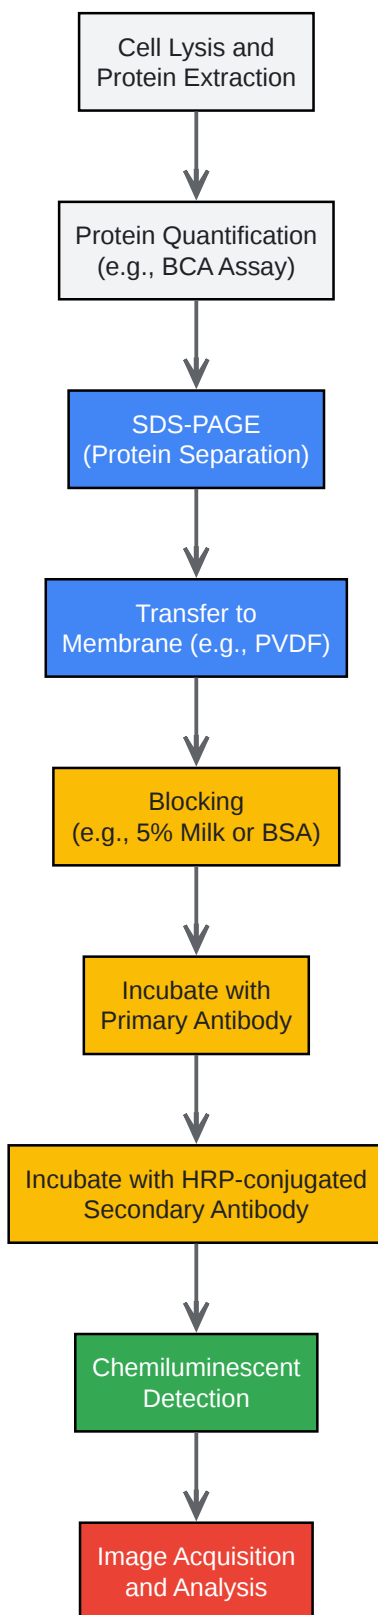 Cell Lysis and
Protein Extraction
Protein Quantification
(e.g., BCA Assay)
SDS-PAGE
(Protein Separation)
Transfer to
Membrane (e.g., PVDF)
Blocking
(e.g., 5% Milk or BSA)
Incubate with
Primary Antibody
Incubate with HRP-conjugated
Secondary Antibody
Chemiluminescent
Detection
Image Acquisition
and Analysis